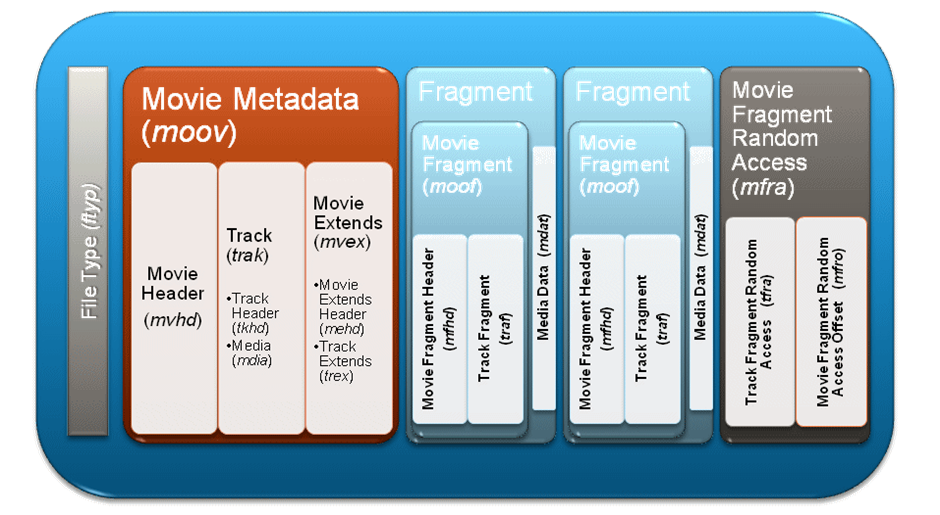 File Type (ftyp)
Movie Metadata
(moov)
Movie
Header
(mvhd)
Track
(trak)
•Track
Header
(tkhd)
•Media
(mdia)
Movie
Extends
(mvex)
•Movie
Extends
Header
(mehd)
•Track
Extends
(trex)
Fragment
Movie
Fragment
(moof)
Movie Fragment Header
(mfhd)
Track Fragment
(traf)
Media Data (mdat)
Fragment
Movie
Fragment
(moof)
Movie Fragment Header
(mfhd)
Track Fragment
(traf)
Media Data (mdat)
Movie
Fragment
Random
Access
(mfra)
Track Fragment Random
Access (tfra)
Movie Fragment Random
Access Offset (mfro)